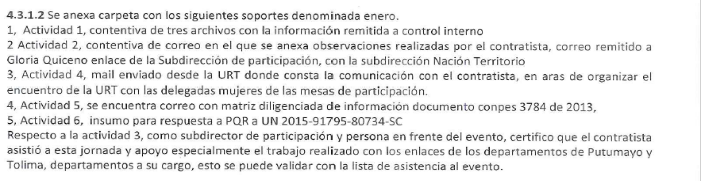 4.3.1.2 Se anexa carpeta con los siguientes soportes denominada enero.
1, Actividad 1, contentiva de tres archivos con la información remitida a control interno
2 Actividad 2, contentiva de correo en el que se anexa observaciones realizadas por el contratista, correo remitido a
Gloria Quiceno enlace de la Subdirección de participación, con la subdirección Nación Territorio
3, Actividad 4, mail enviado desde la URT donde consta la comunicación con el contratista, en aras de organizar el
encuentro de la URT con las delegadas mujeres de las mesas de participación.
4, Actividad 5, se encuentra correo con matriz diligenciada de información documento conpes 3784 de 2013,
5, Actividad 6, insumo para respuesta a PQR a UN 2015-91795-80734-SC
Respecto a la actividad 3, como subdirector de participación y persona en frente del evento, certifico que el contratista
asistió a esta jornada y apoyo especialmente el trabajo realizado con los enlaces de los departamentos de Putumayo y
Tolima, departamentos a su cargo, esto se puede validar con la lista de asistencia al evento.